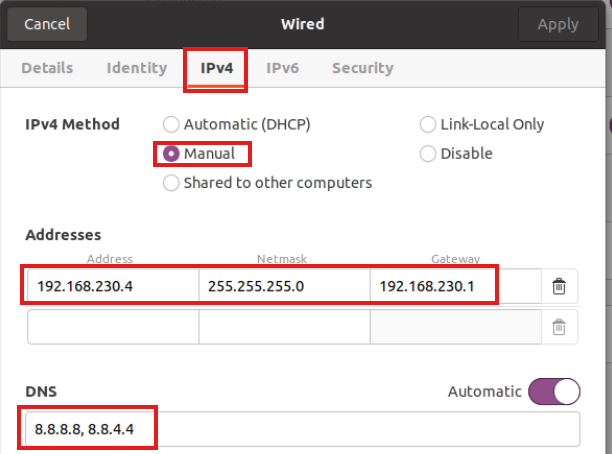 Cancel Wired Apply
Details Identity IPv4 IPv6 Security
IPv4 Method Automatic (DHCP) Link-Local Only
Manual Disable
Shared to other computers
Addresses
Address Netmask Gateway
192.168.230.4 255.255.255.0 192.168.230.1
DNS Automatic
8.8.8.8, 8.8.4.4